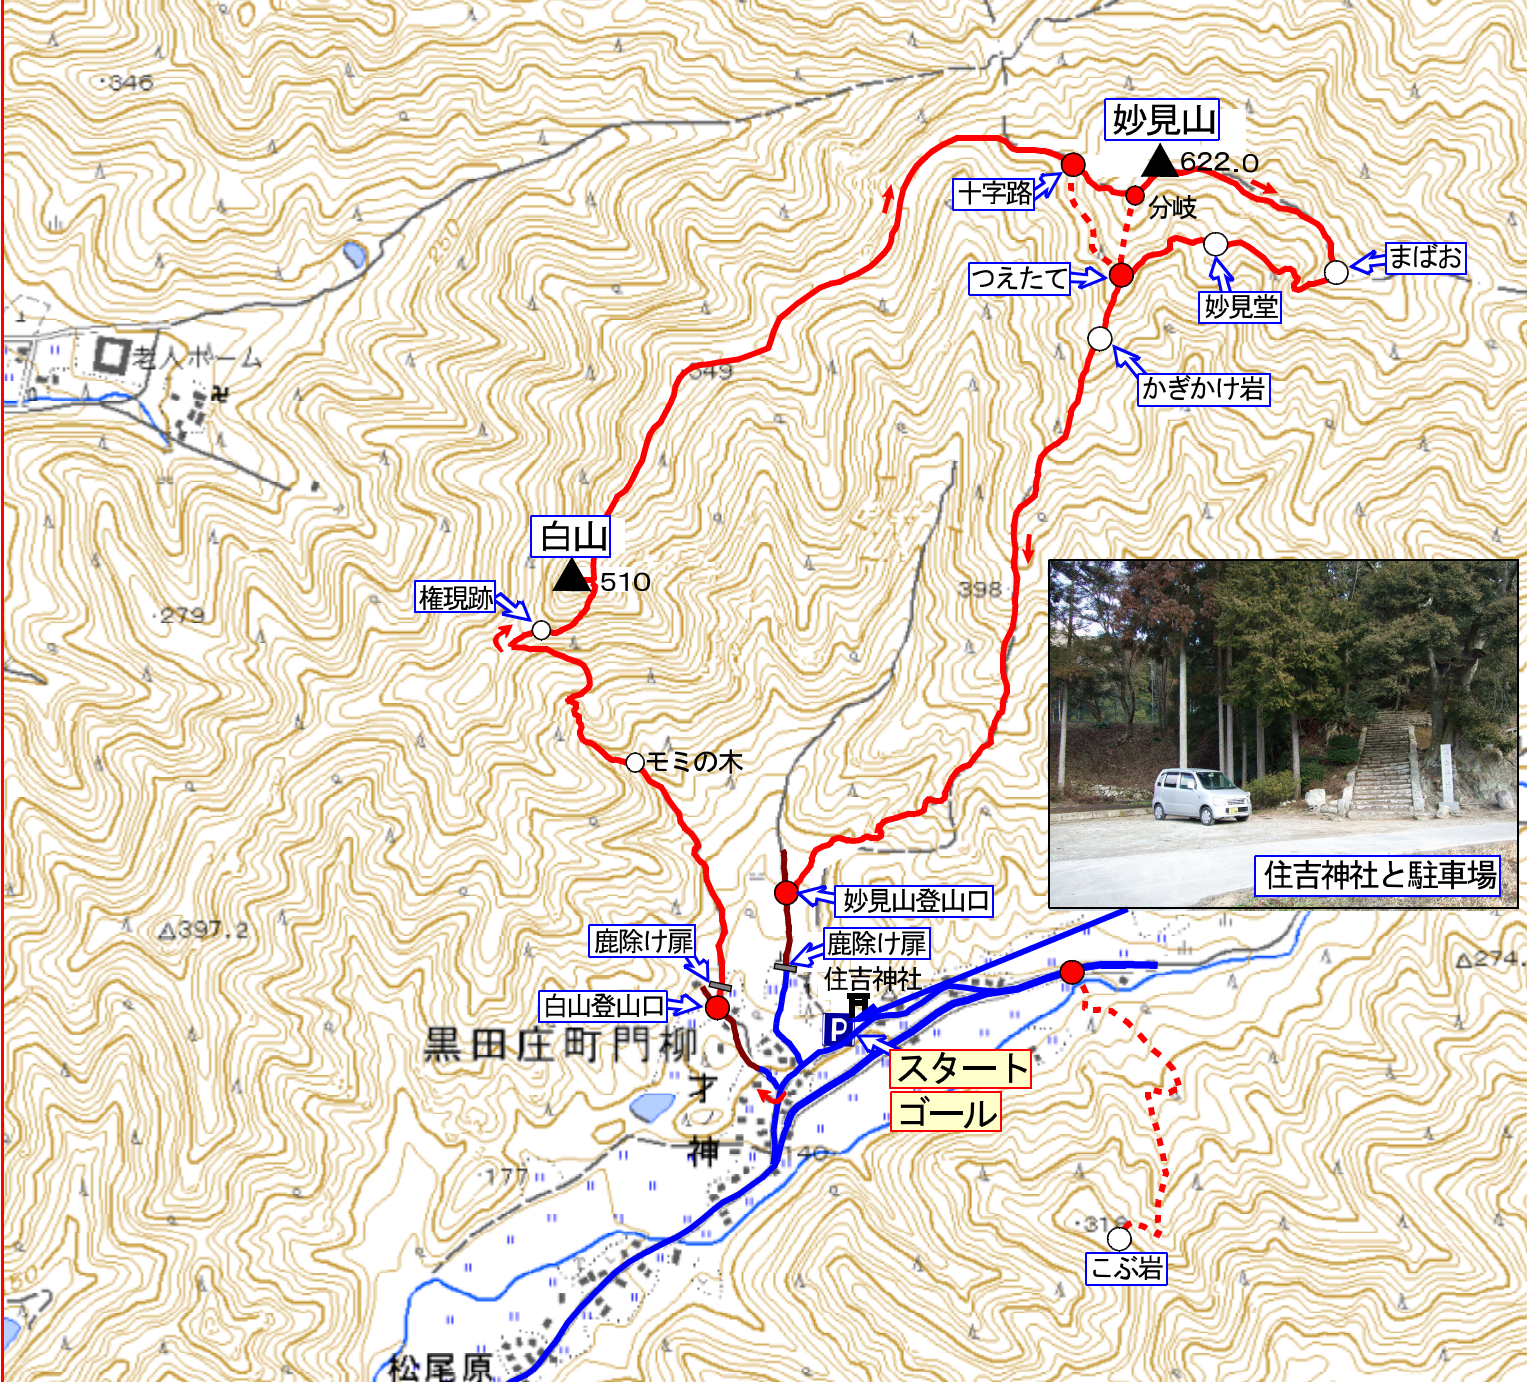 346
妙見山
622.0
十字路
分岐
つえたて
まばお
妙見堂
老人ホーム
かぎかけ岩
白山
510
398
権現跡
279
モミの木
住吉神社と駐車場
妙見山登山口
397.2
鹿除け扉
鹿除け扉
274.
住吉神社
白山登山口
P
黒田庄町門柳
スタート
才
ゴール
神
140
177
こぶ岩
松尾原